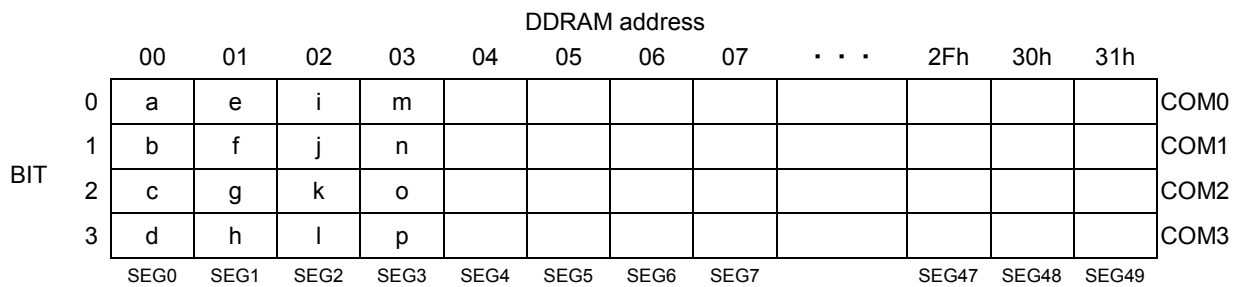 DDRAM address
00 01 02 03 04 05 06 07 · · · 2Fh 30h 31h
0 a e i m COM0
1 b f j n COM1
BIT
2 c g k o COM2
3 d h l p COM3
SEG0 SEG1 SEG2 SEG3 SEG4 SEG5 SEG6 SEG7 SEG47 SEG48 SEG49